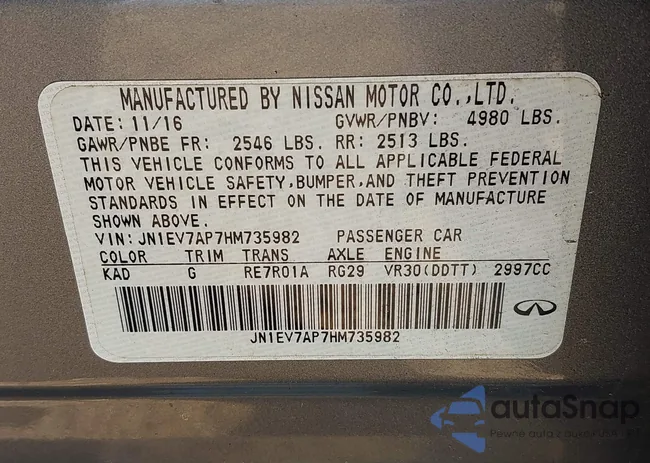 MANUFACTURED BY NISSAN MOTOR CO.,LTD.
DATE: 11/16 GVWR/PNBV: 4980 LBS.
GAWR/PNBE FR: 2546 LBS. RR: 2513 LBS.
THIS VEHICLE CONFORMS TO ALL APPLICABLE FEDERAL
MOTOR VEHICLE SAFETY,BUMPER,AND THEFT PREVENTION
STANDARDS IN EFFECT ON THE DATE OF MANUFACTURE
SHOWN ABOVE.
VIN: JN1EV7AP7HM735982 PASSENGER CAR
COLOR TRIM TRANS AXLE ENGINE
KAD G RE7R01A RG29 VR30(DDTT) 2997CC
JN1EV7AP7HM735982
autaSnap
Pewne auta z